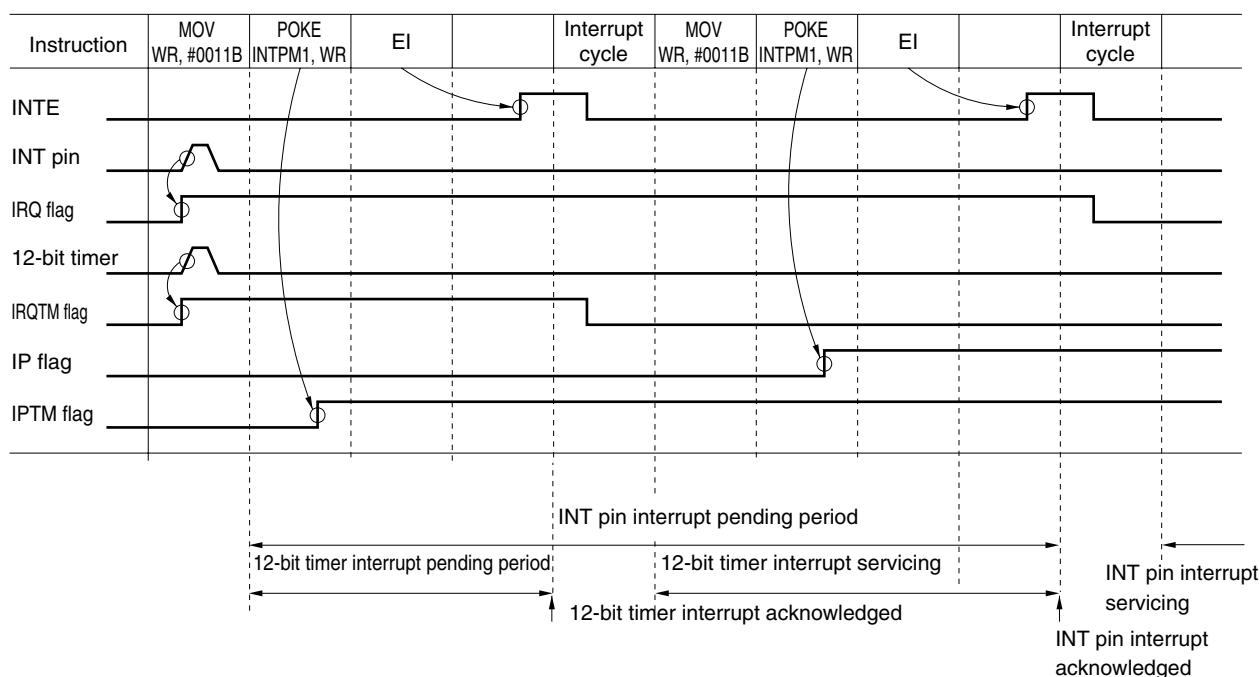 Instruction
MOV
WR, #0011B
POKE
INTPM1, WR
EI
Interrupt
cycle
MOV
WR, #0011B
POKE
INTPM1, WR
EI
Interrupt
cycle
INTE
INT pin
IRQ flag
12-bit timer
IRQTM flag
IP flag
IPTM flag
INT pin interrupt pending period
12-bit timer interrupt pending period
12-bit timer interrupt servicing
INT pin interrupt
servicing
12-bit timer interrupt acknowledged
INT pin interrupt
acknowledged